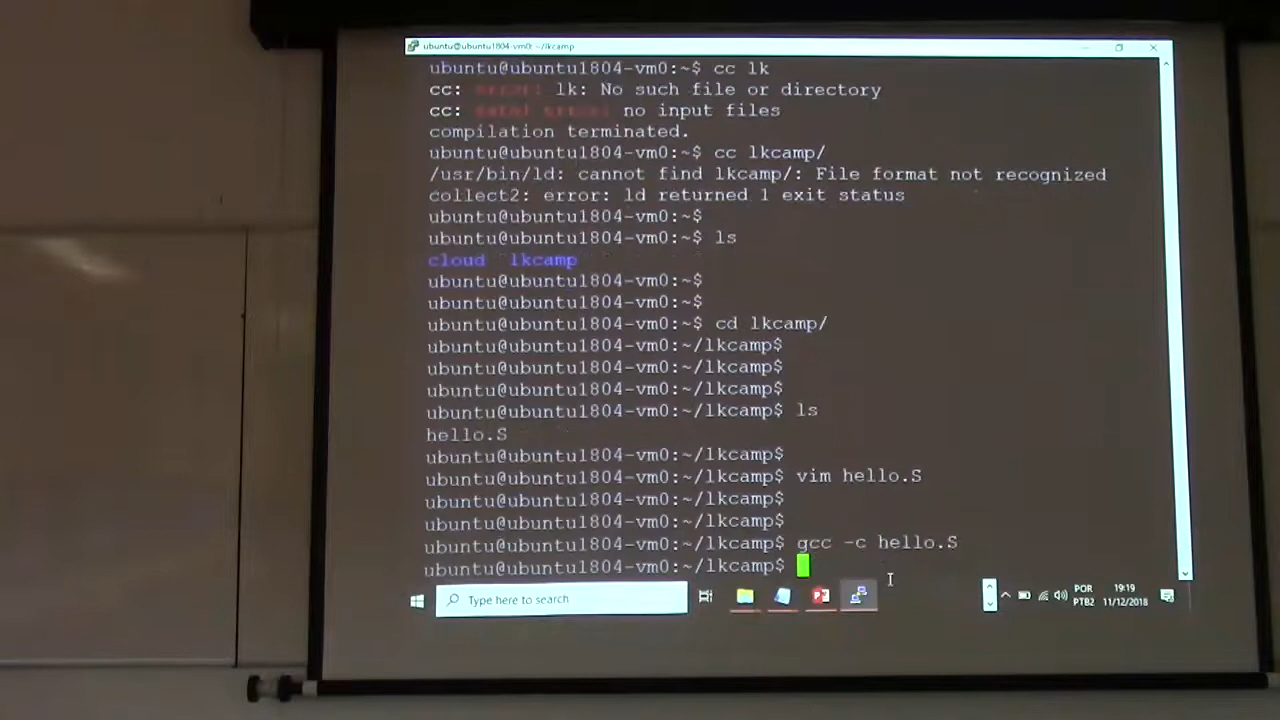 ubuntu@ubuntu1804-vm0: ~/lkcamp
ubuntu@ubuntu1804-vm0:~$ cc lk
cc: error: lk: No such file or directory
cc: fatal error: no input files
compilation terminated.
ubuntu@ubuntu1804-vm0:~$ cc lkcamp/
/usr/bin/ld: cannot find lkcamp/: File format not recognized
collect2: error: ld returned 1 exit status
ubuntu@ubuntu1804-vm0:~$
ubuntu@ubuntu1804-vm0:~$ ls
cloud lkcamp
ubuntu@ubuntu1804-vm0:~$
ubuntu@ubuntu1804-vm0:~$
ubuntu@ubuntu1804-vm0:~$ cd lkcamp/
ubuntu@ubuntu1804-vm0:~/lkcamp$
ubuntu@ubuntu1804-vm0:~/lkcamp$
ubuntu@ubuntu1804-vm0:~/lkcamp$
ubuntu@ubuntu1804-vm0:~/lkcamp$ ls
hello.S
ubuntu@ubuntu1804-vm0:~/lkcamp$
ubuntu@ubuntu1804-vm0:~/lkcamp$ vim hello.S
ubuntu@ubuntu1804-vm0:~/lkcamp$
ubuntu@ubuntu1804-vm0:~/lkcamp$
ubuntu@ubuntu1804-vm0:~/lkcamp$ gcc -c hello.S
ubuntu@ubuntu1804-vm0:~/lkcamp$
Type here to search
POR 19:19
PTB2 11/12/2018